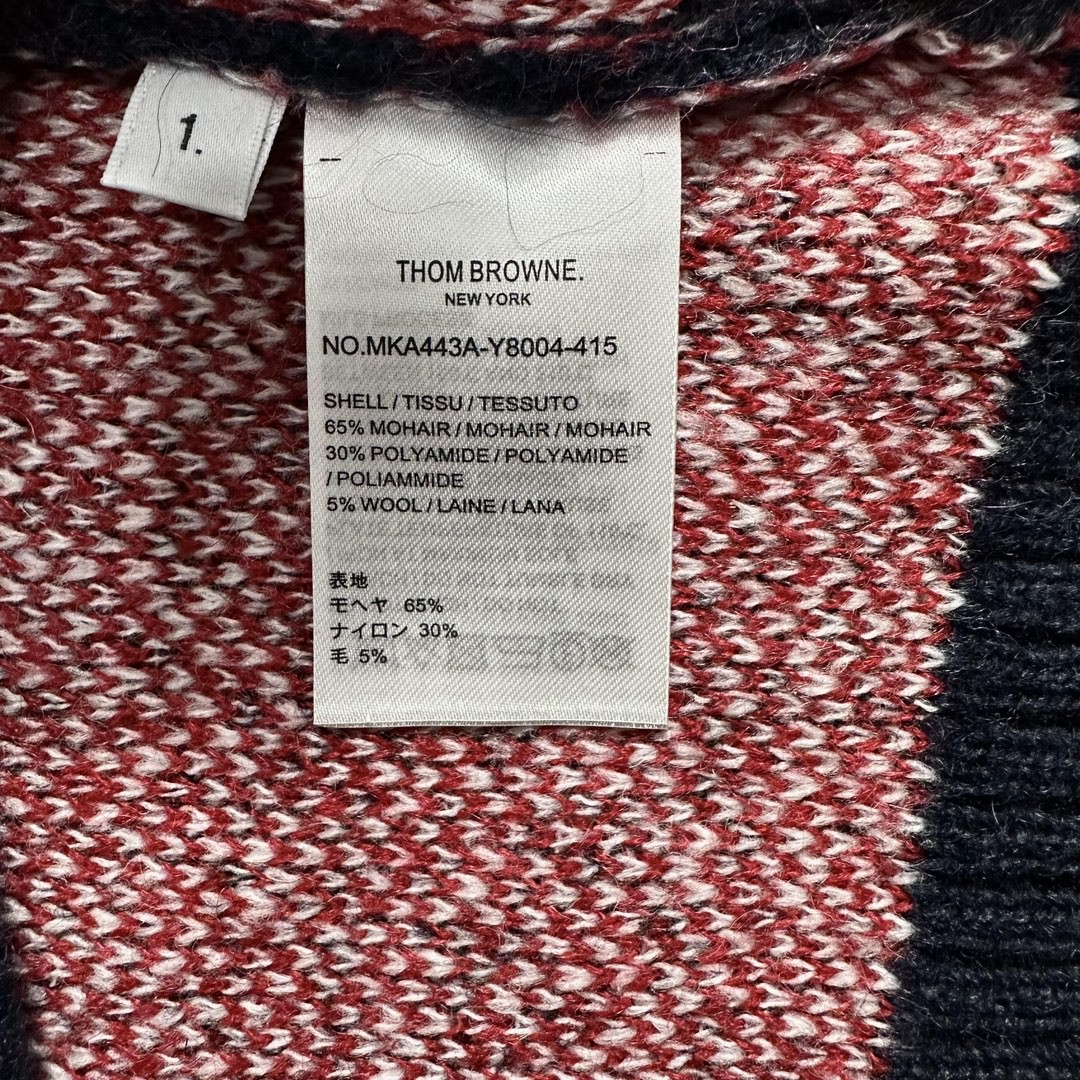 1.
THOM BROWNE.
NEW YORK
NO.MKA443A-Y8004-415
SHELL / TISSU / TESSUTO
65% MOHAIR / MOHAIR / MOHAIR
30% POLYAMIDE / POLYAMIDE
/ POLIAMMIDE
5% WOOL / LAINE / LANA
表地
モヘヤ 65%
ナイロン 30%
毛 5%